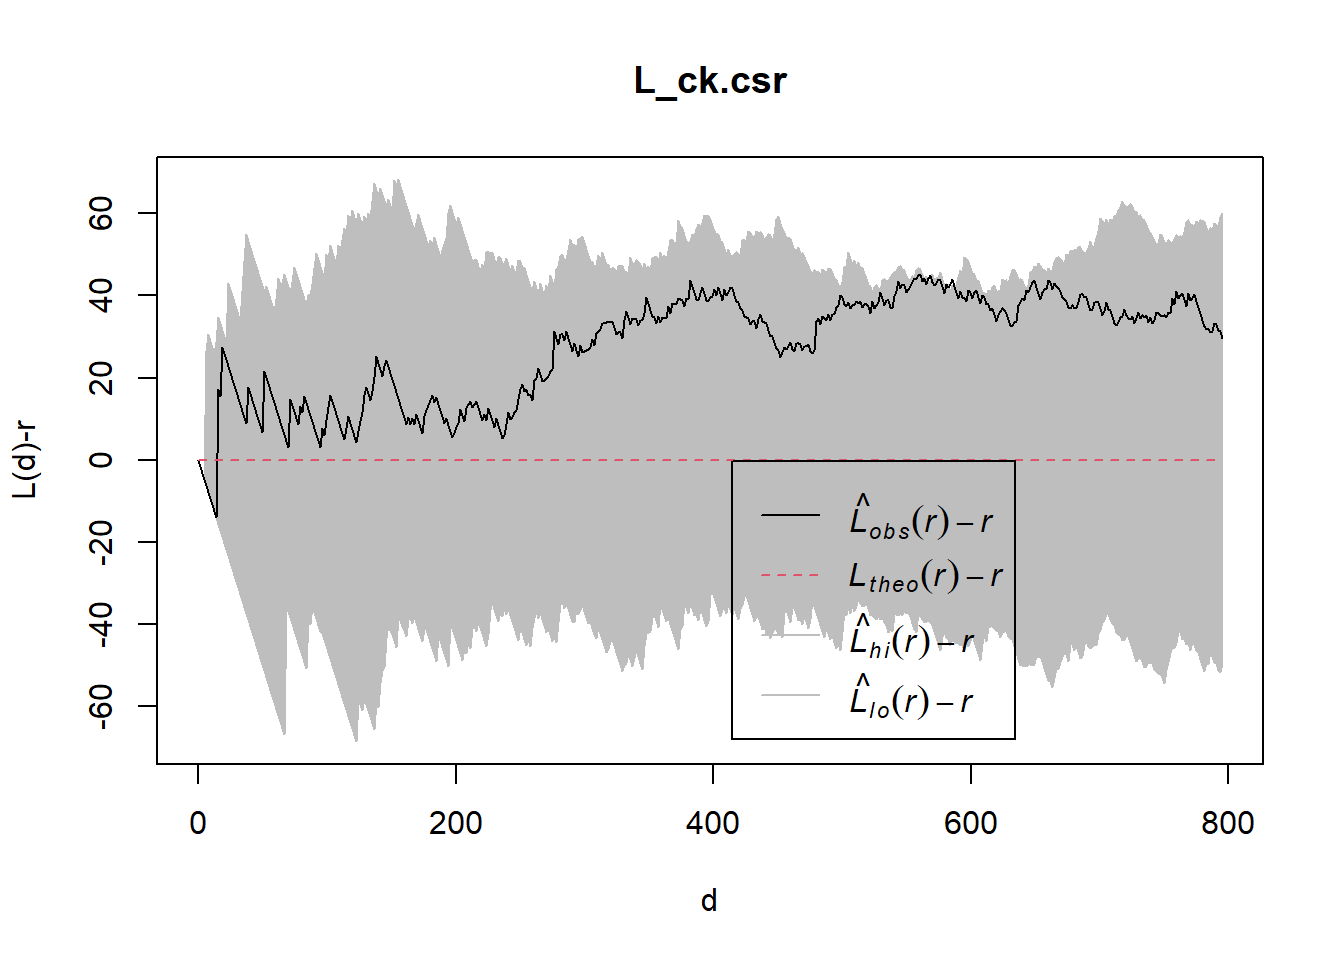 L_ck.csr
L(d)-r
60
40
20
0
-20
-40
-60
L̂obs(r) − r
Ltheo(r) − r
L̂hi(r) − r
L̂lo(r) − r
0 200 400 600 800
d